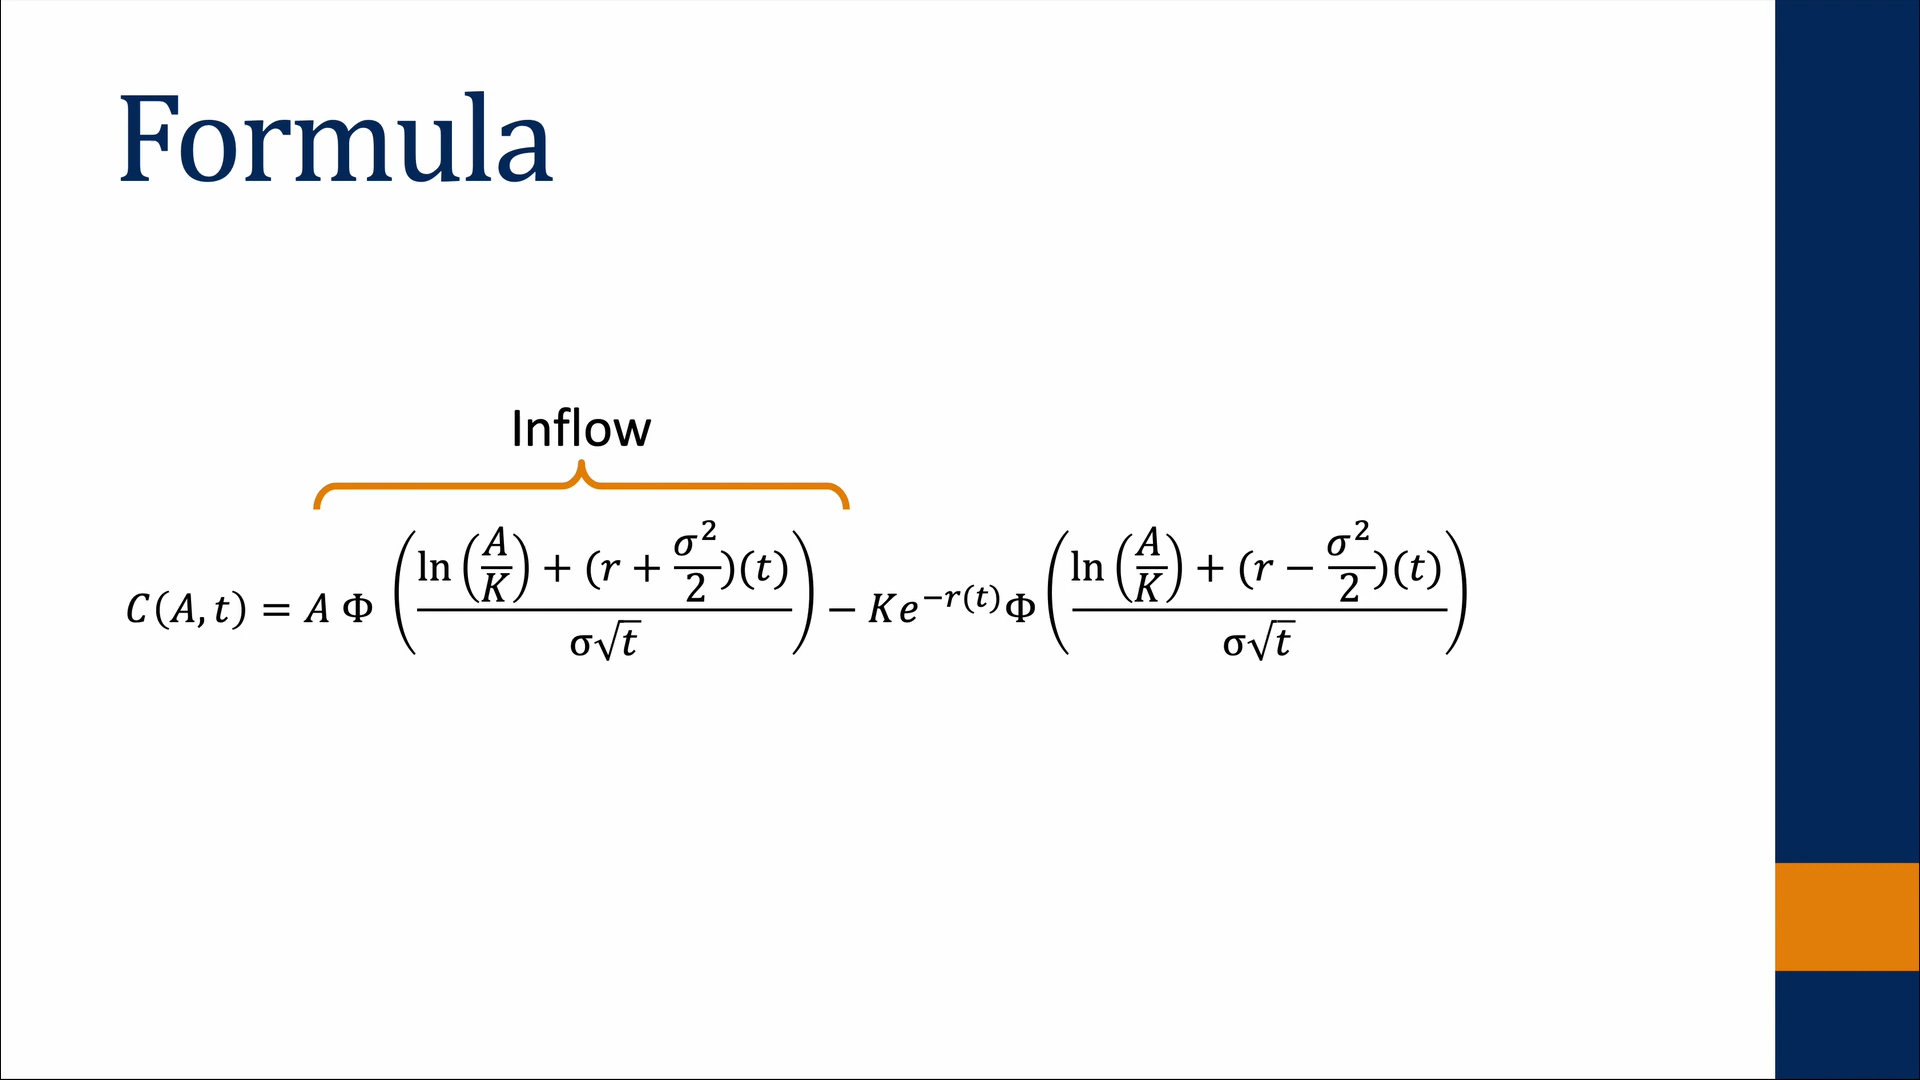 Formula
Inflow
C(A, t) = A Φ ( (ln(A/K) + (r + σ²/2)(t)) / (σ√t) ) − Ke^(−r(t)) Φ ( (ln(A/K) + (r − σ²/2)(t)) / (σ√t) )